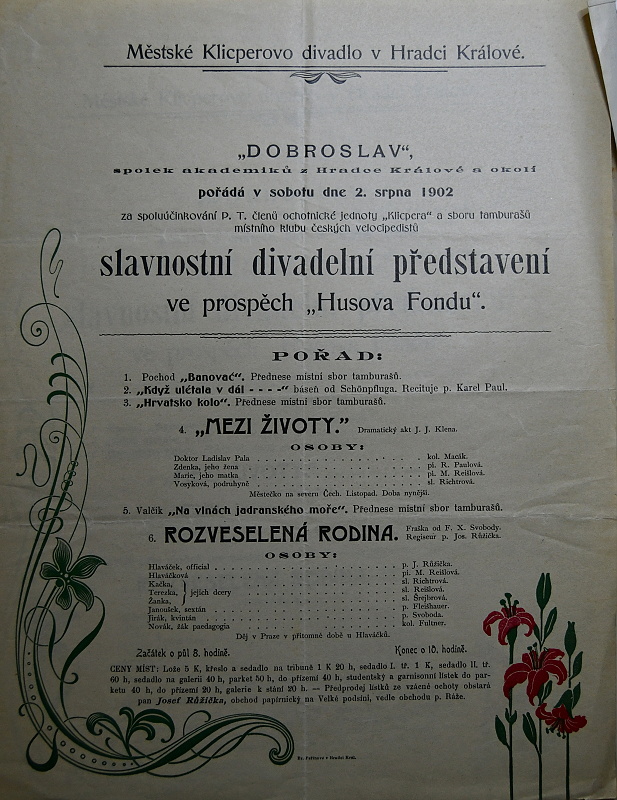 Městské Klicperovo divadlo v Hradci Králové.
„DOBROSLAV“,
spolek akademiků z Hradce Králové a okolí
pořádá v sobotu dne 2. srpna 1902
za spoluúčinkování P. T. členů ochotnické jednoty „Klicpera“ a sboru tamburašů
místního klubu českých velocipedistů
slavnostní divadelní představení
ve prospěch „Husova Fondu“.
POŘAD:
1. Pochod „Banovać“. Přednese místní sbor tamburašů.
2. „Když ulétala v dál - - - -“ báseň od Schönpfluga. Recituje p. Karel Paul.
3. „Hrvatsko kolo“. Přednese místní sbor tamburašů.
4. „MEZI ŽIVOTY.” Dramatický akt J. J. Klena.
OSOBY:
Doktor Ladislav Pala . . . . kol. Macák.
Zdenka, jeho žena . . . . pí. R. Paulová.
Marie, jeho matka . . . . pí. M. Reišlová.
Vosyková, podruhyně . . . . sl. Richtrová.
Městečko na severu Čech. Listopad. Doba nynější.
5. Valčík „Na vlnách jadranského moře“. Přednese místní sbor tamburašů.
6. ROZVESELENÁ RODINA. Fraška od F. X. Svobody.
Regiseur p. Jos. Růžička.
OSOBY:
Hlaváček, official . . . . p. J. Růžička.
Hlaváčková . . . . pí. M. Reišlová.
Kačka, . . . . sl. Richtrová.
Terezka, } jejich dcery . . . . sl. Reišlová.
Žanka, . . . . sl. Šrejbrová.
Janoušek, sextán . . . . p. Fleišhauer.
Jirák, kvintán . . . . p. Svoboda.
Novák, žák paedagogia . . . . kol. Fultner.
Děj v Praze v přítomné době u Hlaváčků.
Začátek o půl 8. hodině. Konec o 10. hodině.
CENY MÍST: Lože 5 K, křeslo a sedadlo na tribuně 1 K 20 h, sedadlo I. tř. 1 K, sedadlo II. tř.
60 h, sedadlo na galerii 40 h, parket 50 h, do přízemí 40 h, studentský a garnisonní lístek do par-
ketu 40 h, do přízemí 20 h, galerie k stání 20 h. — Předprodej lístků ze vzácné ochoty obstará
pan Josef Růžička, obchod papírnický na Velké podsíni, vedle obchodu p. Ráže.